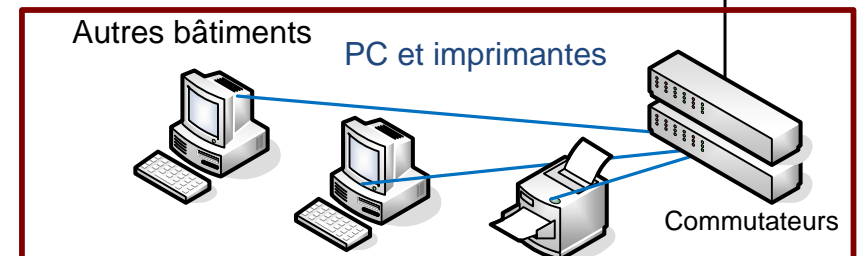 Autres bâtiments
PC et imprimantes
Commutateurs